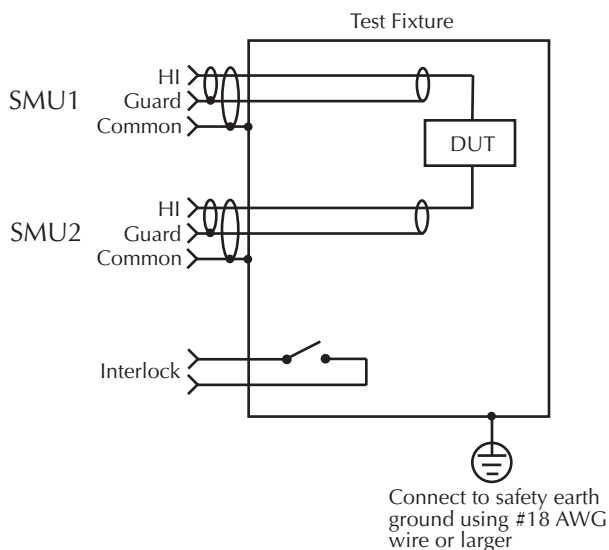 Test Fixture
HI
SMU1
Guard
Common
DUT
HI
SMU2
Guard
Common
Interlock
Connect to safety earth
ground using #18 AWG
wire or larger